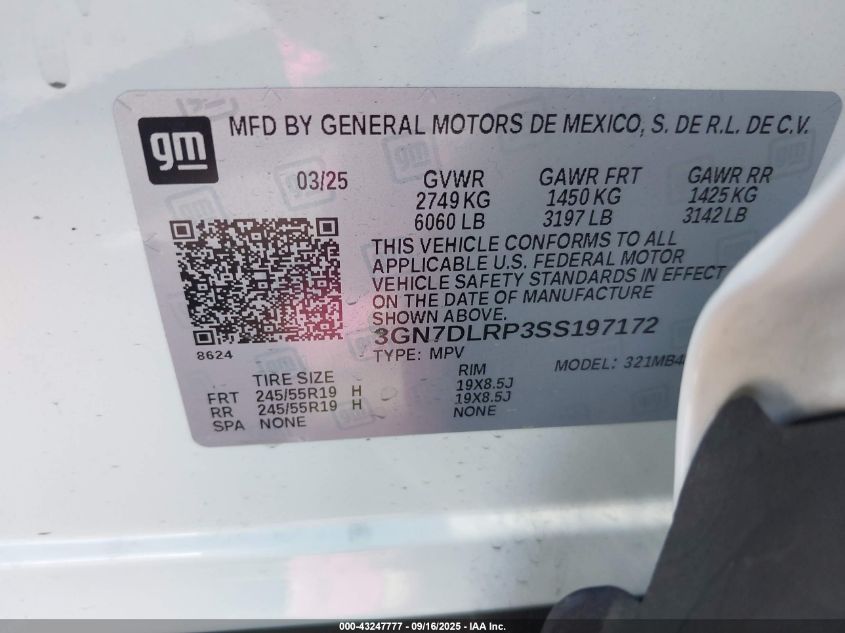 gm
MFD BY GENERAL MOTORS DE MEXICO, S. DE R.L. DE C.V.
03/25 GVWR GAWR FRT GAWR RR
2749 KG 1450 KG 1425 KG
6060 LB 3197 LB 3142 LB
THIS VEHICLE CONFORMS TO ALL
APPLICABLE U.S. FEDERAL MOTOR
VEHICLE SAFETY STANDARDS IN EFFECT
ON THE DATE OF MANUFACTURE
SHOWN ABOVE.
3GN7DLRP3SS197172
8624
TYPE: MPV MODEL: 321MB4
TIRE SIZE RIM
FRT 245/55R19 H 19X8.5J
RR 245/55R19 H 19X8.5J
SPA NONE NONE
000-43247777 - 09/16/2025 - IAA Inc.